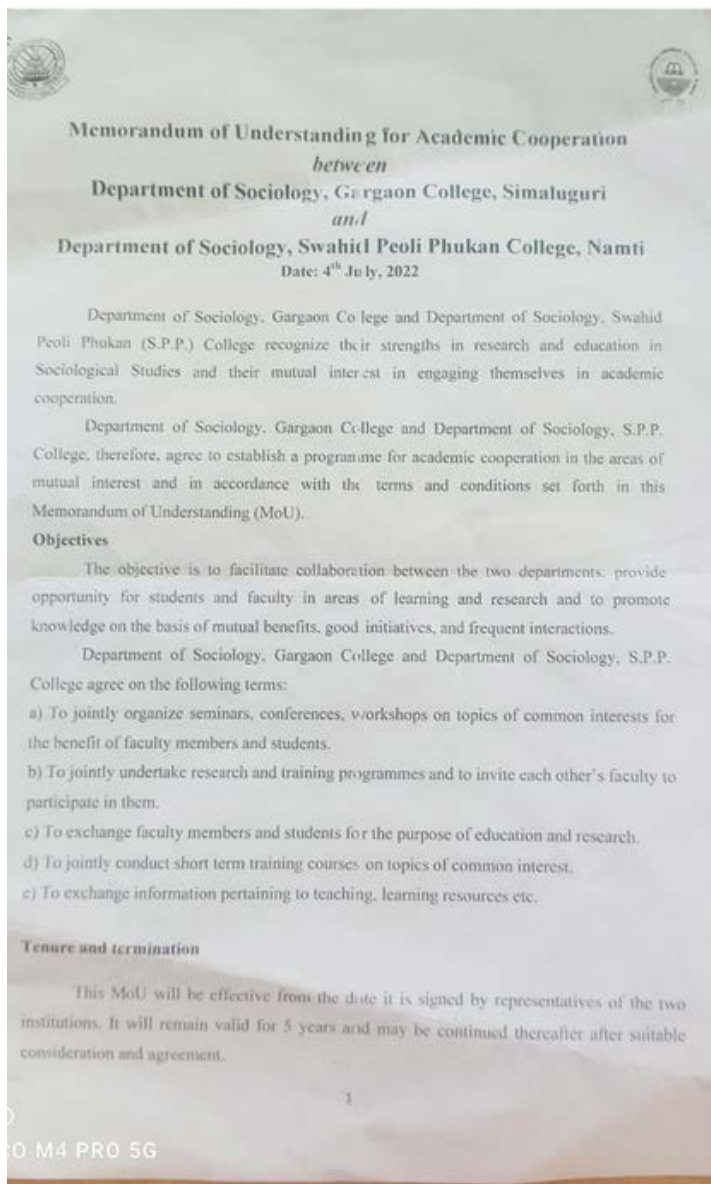 Memorandum of Understanding for Academic Cooperation
between
Department of Sociology, Gargaon College, Simaluguri
and
Department of Sociology, Swahid Peoli Phukan College, Namti
Date: 4th July, 2022
Department of Sociology, Gargaon College and Department of Sociology, Swahid
Peoli Phukan (S.P.P.) College recognize their strengths in research and education in
Sociological Studies and their mutual interest in engaging themselves in academic
cooperation.
Department of Sociology, Gargaon College and Department of Sociology, S.P.P.
College, therefore, agree to establish a programme for academic cooperation in the areas of
mutual interest and in accordance with the terms and conditions set forth in this
Memorandum of Understanding (MoU).
Objectives
The objective is to facilitate collaboration between the two departments, provide
opportunity for students and faculty in areas of learning and research and to promote
knowledge on the basis of mutual benefits, good initiatives, and frequent interactions.
Department of Sociology, Gargaon College and Department of Sociology, S.P.P.
College agree on the following terms:
a) To jointly organize seminars, conferences, workshops on topics of common interests for
the benefit of faculty members and students.
b) To jointly undertake research and training programmes and to invite each other's faculty to
participate in them.
c) To exchange faculty members and students for the purpose of education and research.
d) To jointly conduct short term training courses on topics of common interest.
e) To exchange information pertaining to teaching, learning resources etc.
Tenure and termination
This MoU will be effective from the date it is signed by representatives of the two
institutions. It will remain valid for 5 years and may be continued thereafter after suitable
consideration and agreement.
1
M4 PRO 5G